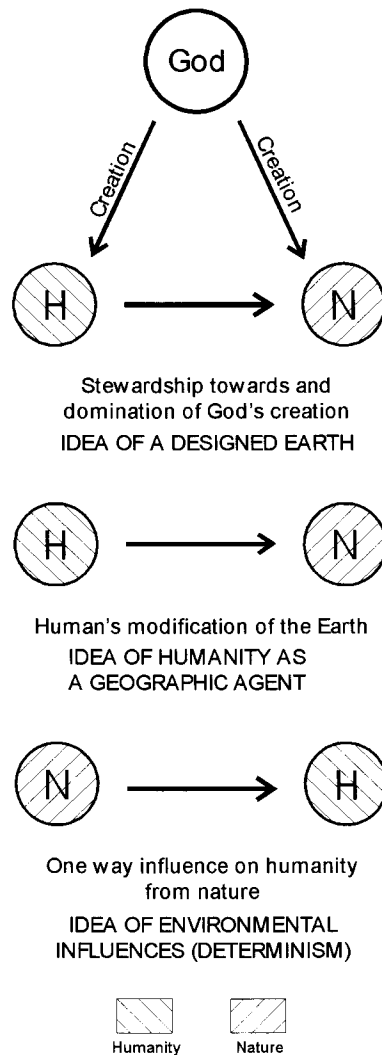 God
Creation
Creation
H
N
Stewardship towards and
domination of God's creation
IDEA OF A DESIGNED EARTH
H
N
Human's modification of the Earth
IDEA OF HUMANITY AS
A GEOGRAPHIC AGENT
N
H
One way influence on humanity
from nature
IDEA OF ENVIRONMENTAL
INFLUENCES (DETERMINISM)
Humanity
Nature